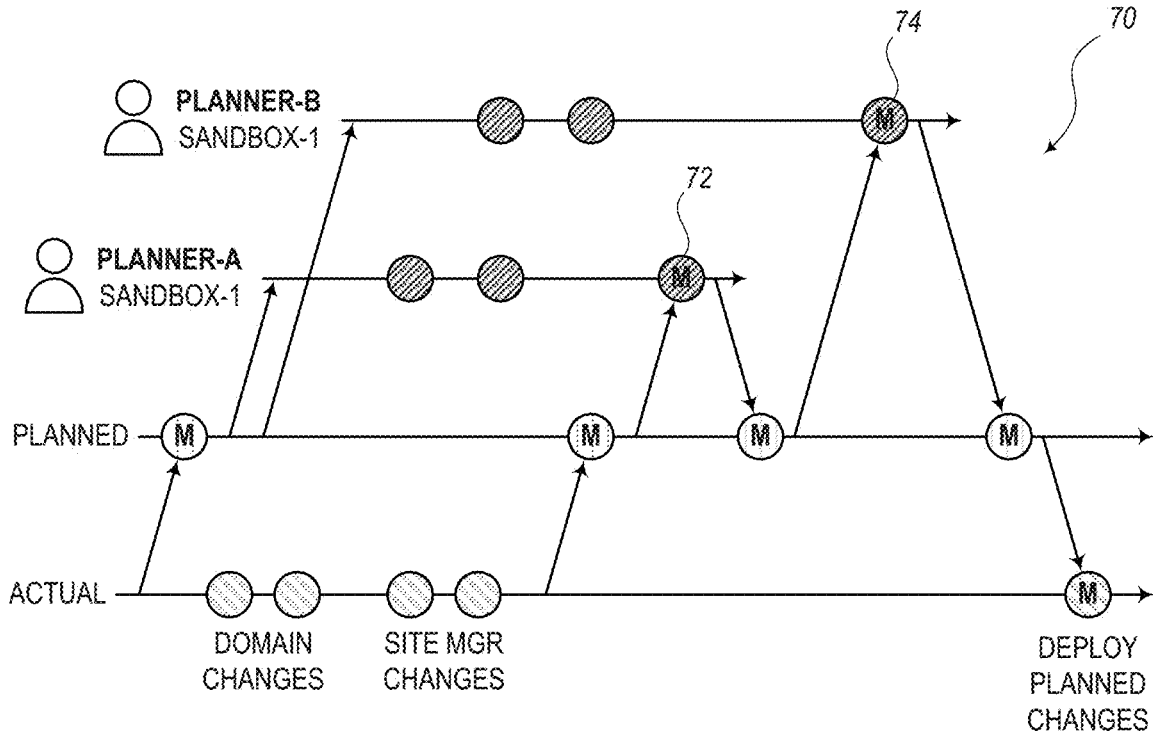 74
70
PLANNER-B
SANDBOX-1
M
72
PLANNER-A
SANDBOX-1
M
PLANNED
M
M
M
M
ACTUAL
M
DOMAIN
CHANGES
SITE MGR
CHANGES
DEPLOY
PLANNED
CHANGES